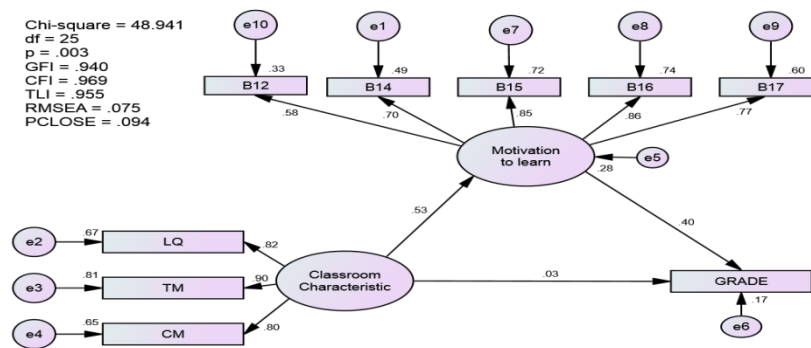 Chi-square = 48.941
df = 25
p = .003
GFI = .940
CFI = .969
TLI = .955
RMSEA = .075
PCLOSE = .094
e10
e1
e7
e8
e9
.33
.49
.72
.74
.60
B12
B14
B15
B16
B17
.58
.70
.85
.86
.77
Motivation
to learn
e5
.28
.53
.40
e2
.67
LQ
.82
e3
.81
TM
.90
Classroom
Characteristic
.03
GRADE
e4
.65
CM
.80
.17
e6